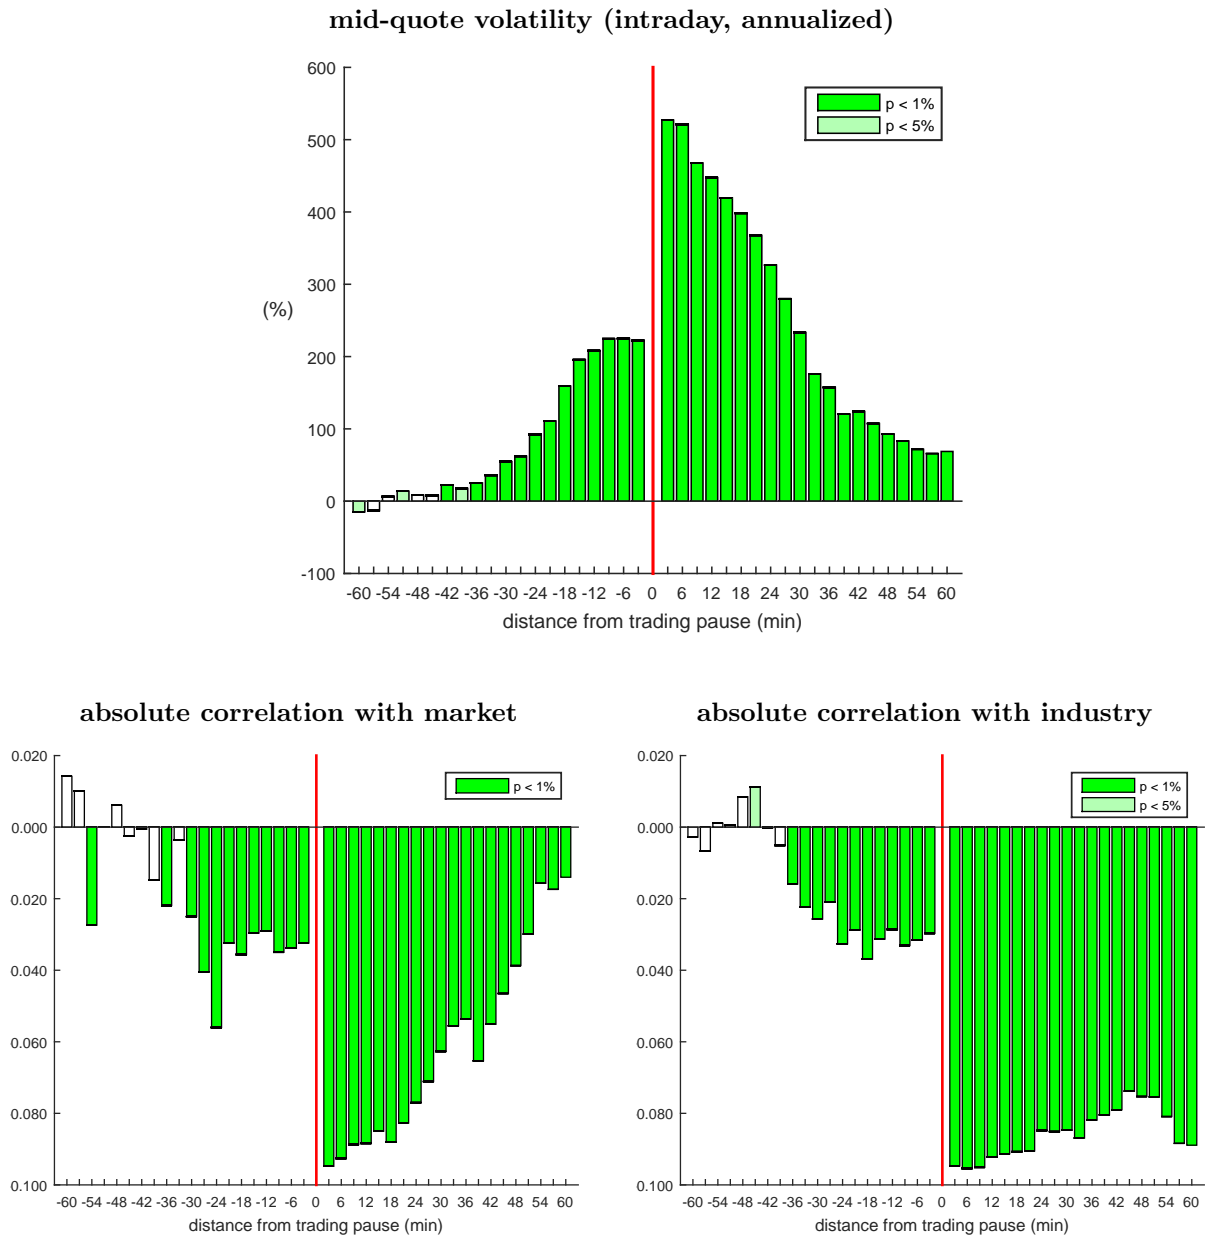 mid-quote volatility (intraday, annualized)
600
500
400
300
200
100
0
-100
(%)
p < 1%
p < 5%
-60 -54 -48 -42 -36 -30 -24 -18 -12 -6 0 6 12 18 24 30 36 42 48 54 60
distance from trading pause (min)
absolute correlation with market
0.020
0.000
0.020
0.040
0.060
0.080
0.100
p < 1%
-60 -54 -48 -42 -36 -30 -24 -18 -12 -6 0 6 12 18 24 30 36 42 48 54 60
distance from trading pause (min)
absolute correlation with industry
0.020
0.000
0.020
0.040
0.060
0.080
0.100
p < 1%
p < 5%
-60 -54 -48 -42 -36 -30 -24 -18 -12 -6 0 6 12 18 24 30 36 42 48 54 60
distance from trading pause (min)